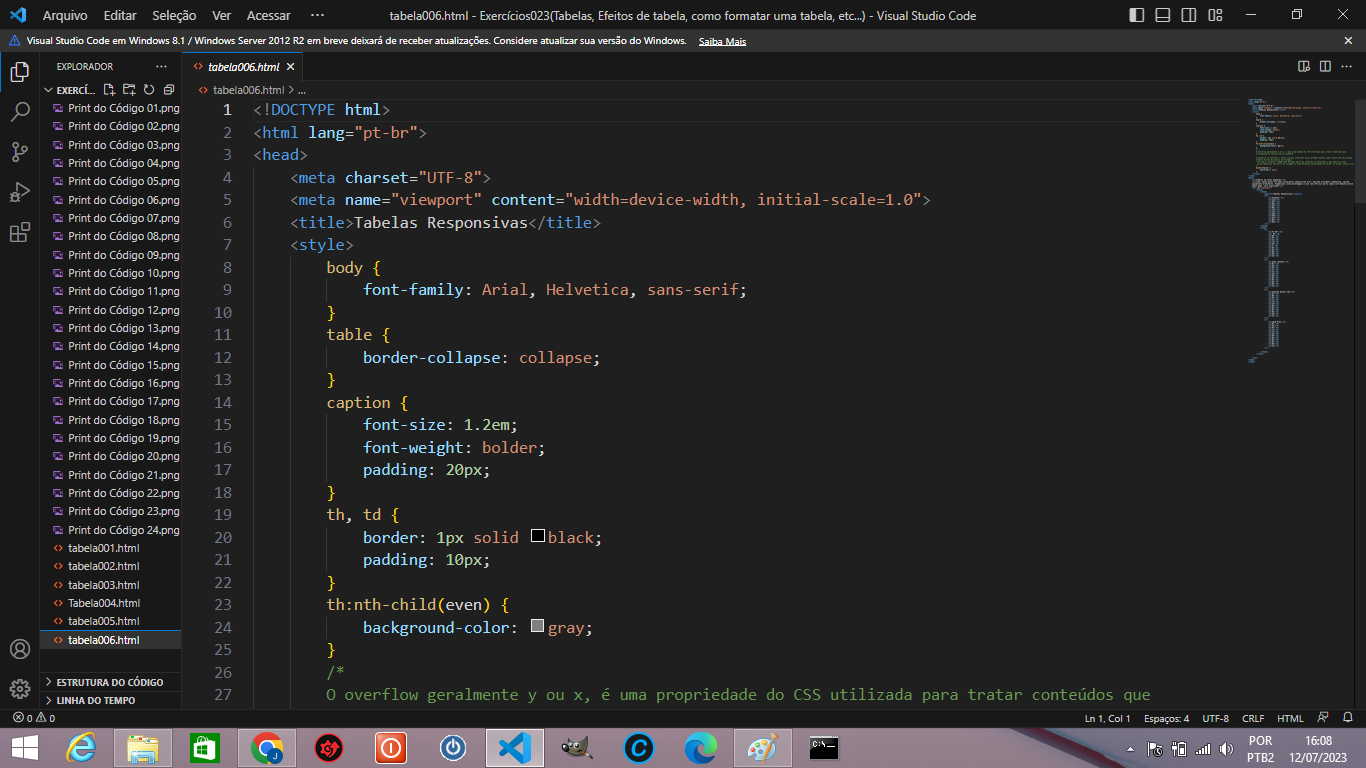 Arquivo Editar Seleção Ver Acessar ··· tabela006.html - Exercícios023(Tabelas, Efeitos de tabela, como formatar uma tabela, etc...) - Visual Studio Code
Visual Studio Code em Windows 8.1 / Windows Server 2012 R2 em breve deixará de receber atualizações. Considere atualizar sua versão do Windows. Saiba Mais
EXPLORADOR ···
EXERCÍ...
Print do Código 01.png
Print do Código 02.png
Print do Código 03.png
Print do Código 04.png
Print do Código 05.png
Print do Código 06.png
Print do Código 07.png
Print do Código 08.png
Print do Código 09.png
Print do Código 10.png
Print do Código 11.png
Print do Código 12.png
Print do Código 13.png
Print do Código 14.png
Print do Código 15.png
Print do Código 16.png
Print do Código 17.png
Print do Código 18.png
Print do Código 19.png
Print do Código 20.png
Print do Código 21.png
Print do Código 22.png
Print do Código 23.png
Print do Código 24.png
tabela001.html
tabela002.html
tabela003.html
Tabela004.html
tabela005.html
tabela006.html
ESTRUTURA DO CÓDIGO
LINHA DO TEMPO
tabela006.html
tabela006.html > ...
1 <!DOCTYPE html>
2 <html lang="pt-br">
3 <head>
4 <meta charset="UTF-8">
5 <meta name="viewport" content="width=device-width, initial-scale=1.0">
6 <title>Tabelas Responsivas</title>
7 <style>
8 body {
9 font-family: Arial, Helvetica, sans-serif;
10 }
11 table {
12 border-collapse: collapse;
13 }
14 caption {
15 font-size: 1.2em;
16 font-weight: bolder;
17 padding: 20px;
18 }
19 th, td {
20 border: 1px solid black;
21 padding: 10px;
22 }
23 th:nth-child(even) {
24 background-color: gray;
25 }
26 /*
27 O overflow geralmente y ou x, é uma propriedade do CSS utilizada para tratar conteúdos que
0 0 Ln 1, Col 1 Espaços: 4 UTF-8 CRLF HTML
POR
PTB2
16:08
12/07/2023